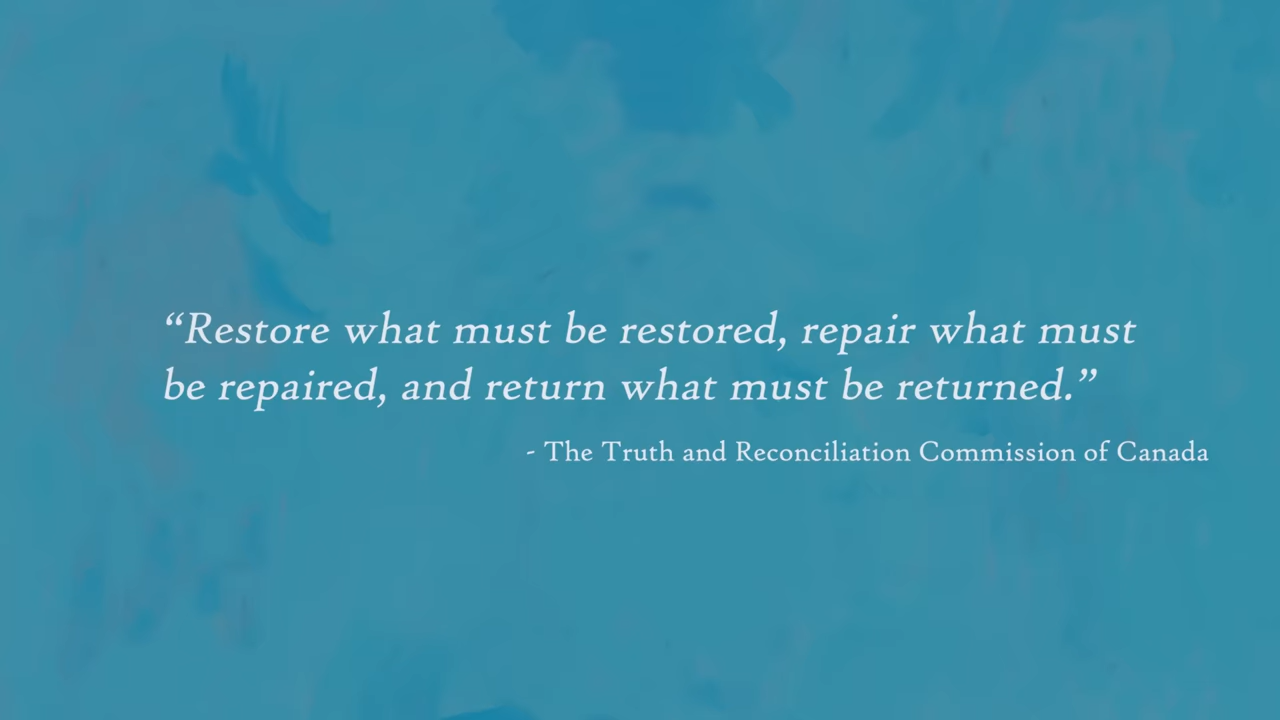 “Restore what must be restored, repair what must
be repaired, and return what must be returned.”
- The Truth and Reconciliation Commission of Canada